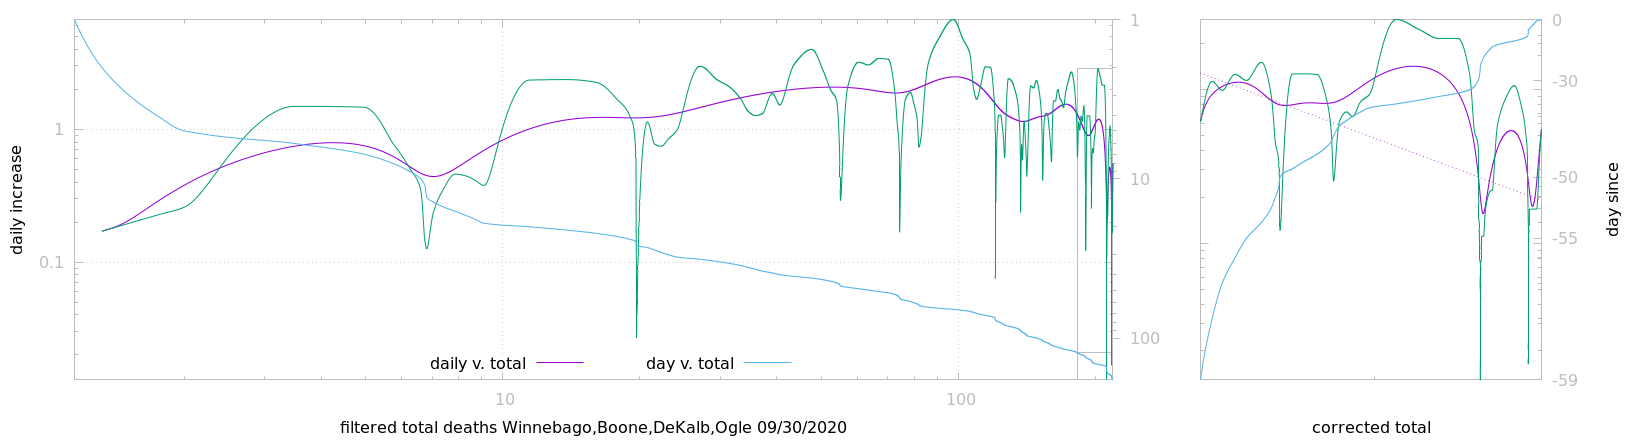 daily increase
1
0.1
10
100
1
10
100
daily v. total
day v. total
filtered total deaths Winnebago,Boone,DeKalb,Ogle 09/30/2020
0
-30
-50
-55
-59
day since
corrected total